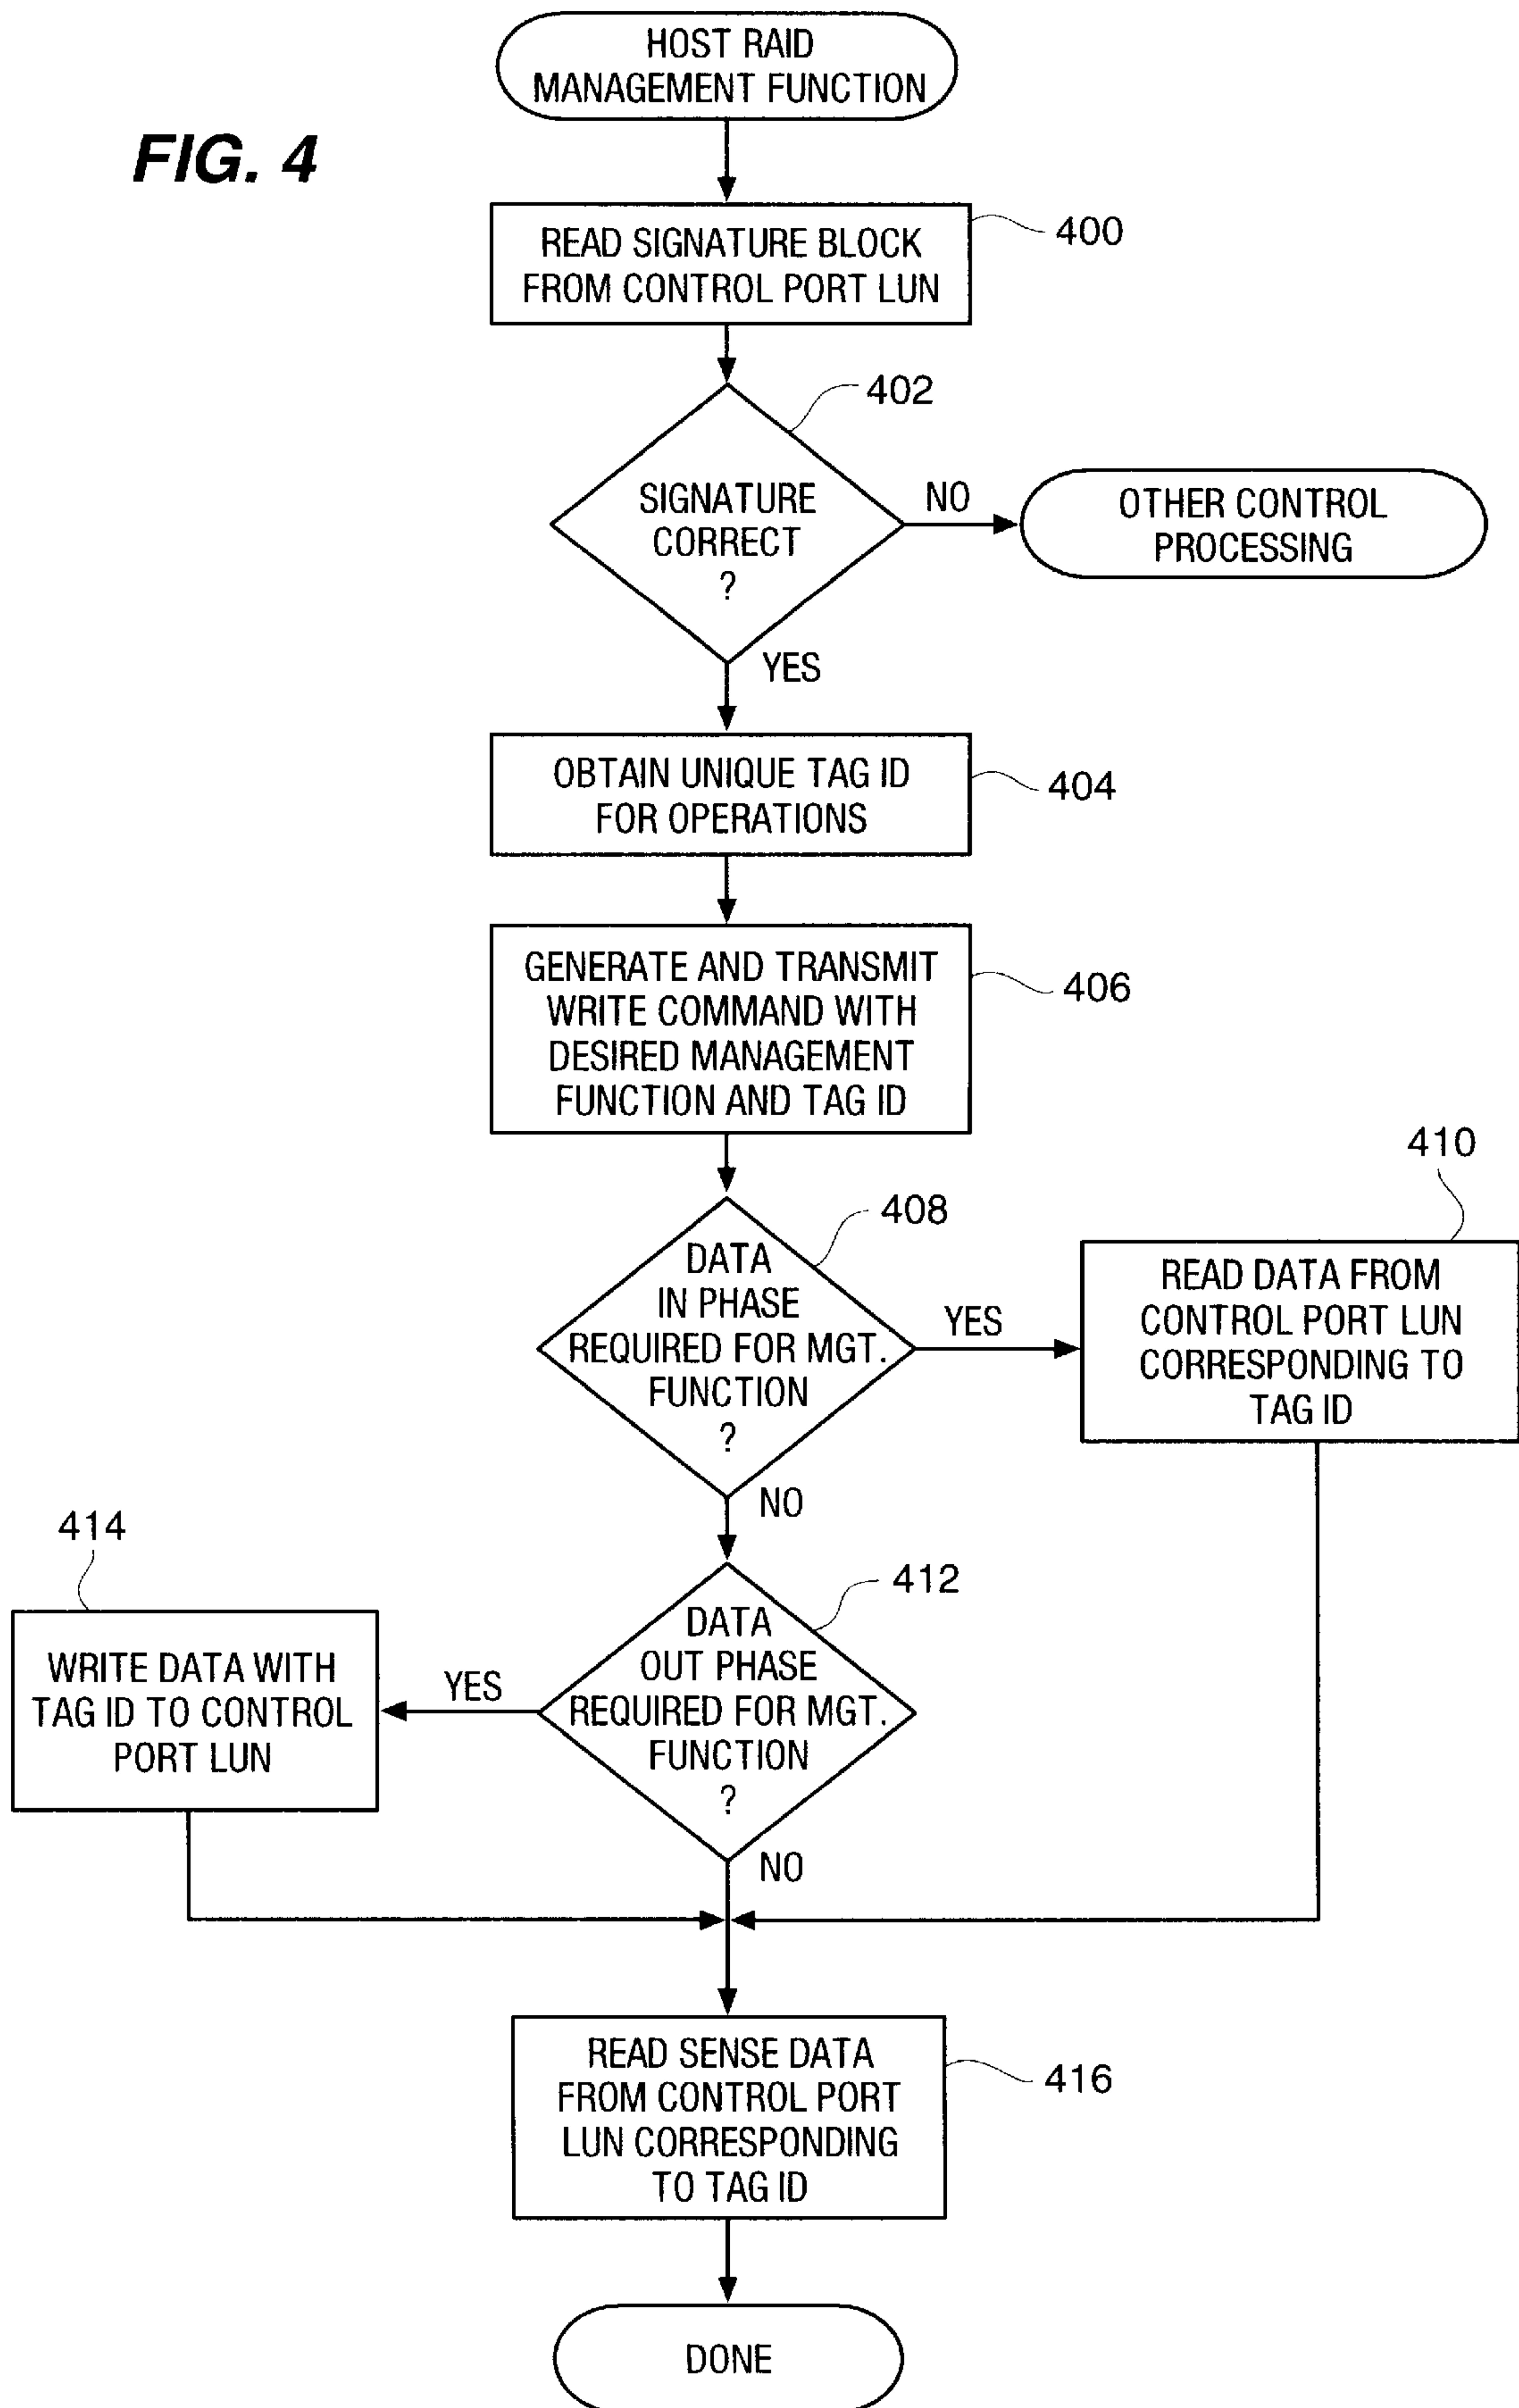 HOST RAID
MANAGEMENT FUNCTION
FIG. 4
READ SIGNATURE BLOCK
FROM CONTROL PORT LUN
400
402
SIGNATURE
CORRECT
?
NO
OTHER CONTROL
PROCESSING
YES
OBTAIN UNIQUE TAG ID
FOR OPERATIONS
404
GENERATE AND TRANSMIT
WRITE COMMAND WITH
DESIRED MANAGEMENT
FUNCTION AND TAG ID
406
408
DATA
IN PHASE
REQUIRED FOR MGT.
FUNCTION
?
YES
410
READ DATA FROM
CONTROL PORT LUN
CORRESPONDING TO
TAG ID
NO
412
DATA
OUT PHASE
REQUIRED FOR MGT.
FUNCTION
?
YES
414
WRITE DATA WITH
TAG ID TO CONTROL
PORT LUN
NO
READ SENSE DATA
FROM CONTROL PORT
LUN CORRESPONDING
TO TAG ID
416
DONE